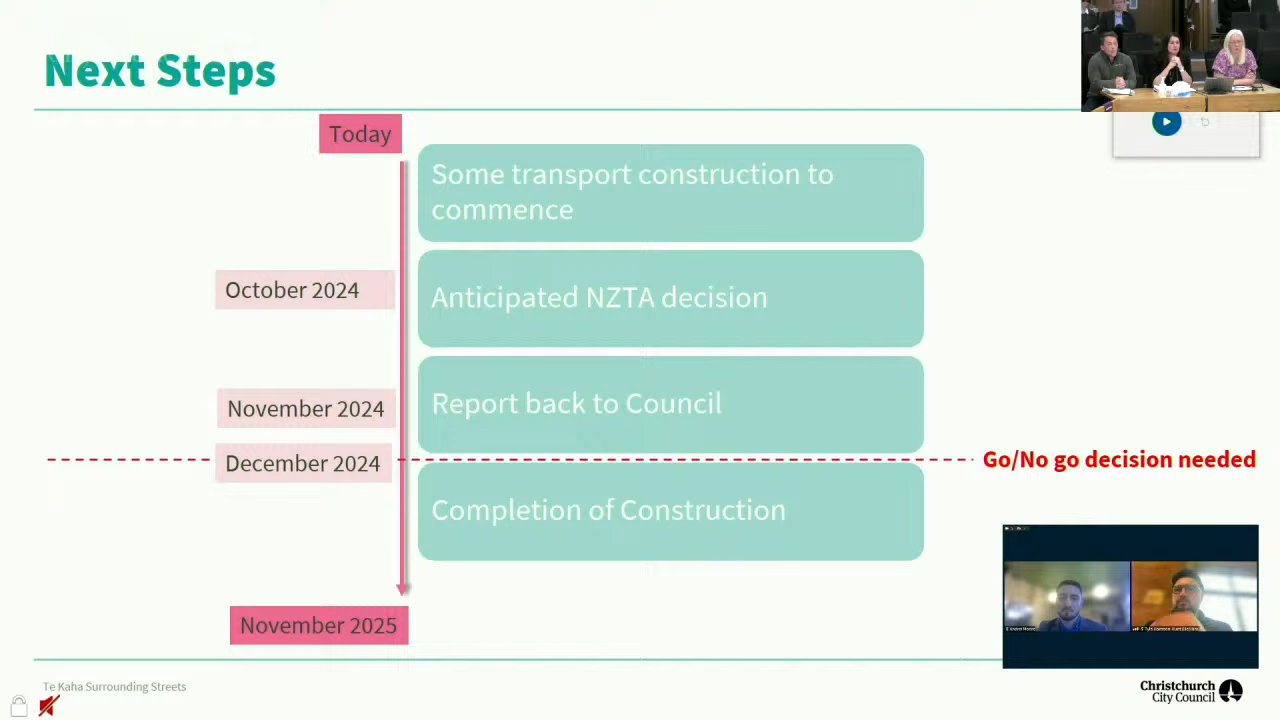 Next Steps
Today
Some transport construction to
commence
October 2024
Anticipated NZTA decision
November 2024
Report back to Council
December 2024
Go/No go decision needed
Completion of Construction
November 2025
Te Kaha Surrounding Streets
Christchurch
City Council